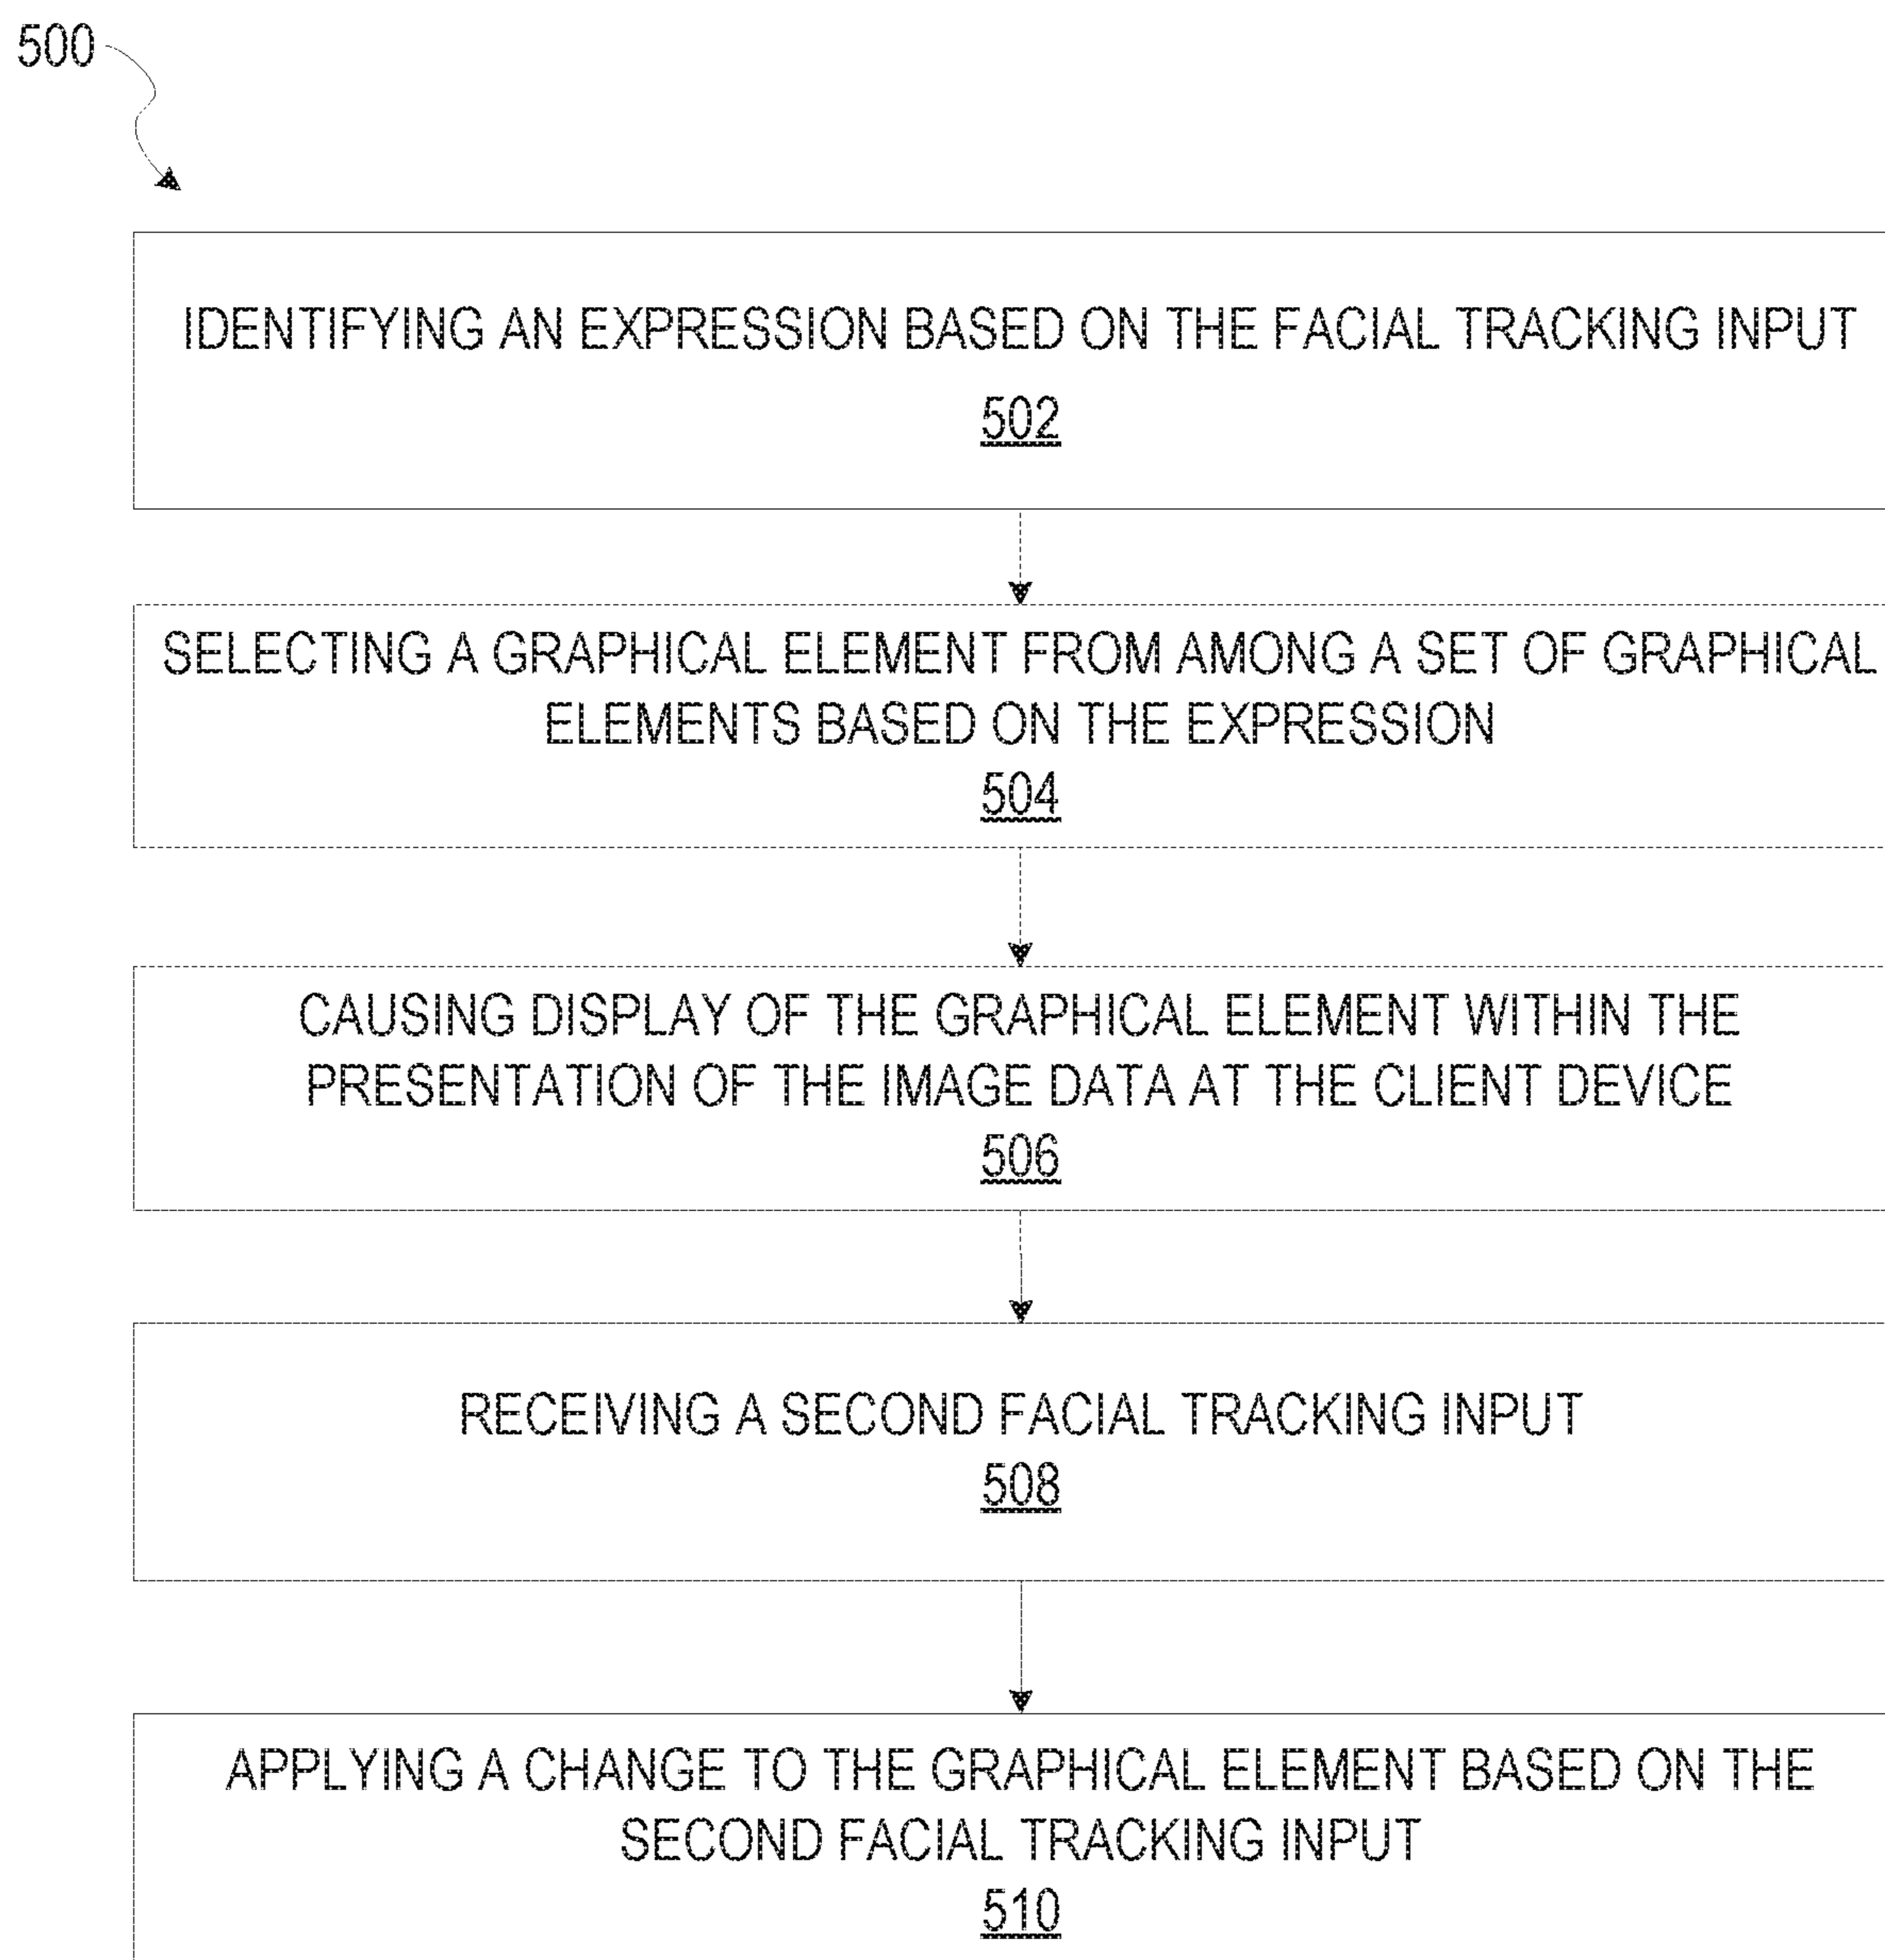 500
IDENTIFYING AN EXPRESSION BASED ON THE FACIAL TRACKING INPUT
502
SELECTING A GRAPHICAL ELEMENT FROM AMONG A SET OF GRAPHICAL
ELEMENTS BASED ON THE EXPRESSION
504
CAUSING DISPLAY OF THE GRAPHICAL ELEMENT WITHIN THE
PRESENTATION OF THE IMAGE DATA AT THE CLIENT DEVICE
506
RECEIVING A SECOND FACIAL TRACKING INPUT
508
APPLYING A CHANGE TO THE GRAPHICAL ELEMENT BASED ON THE
SECOND FACIAL TRACKING INPUT
510